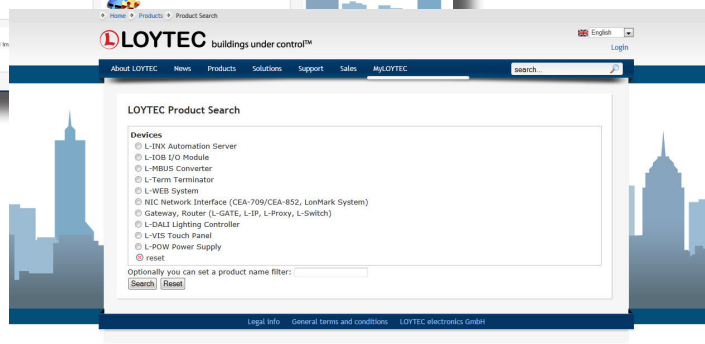 Home Products Product Search
LOYTEC buildings under control™
English
Login
About LOYTEC News Products Solutions Support Sales MyLOYTEC search...
LOYTEC Product Search
Devices
L-INX Automation Server
L-IOB I/O Module
L-MBUS Converter
L-Term Terminator
L-WEB System
NIC Network Interface (CEA-709/CEA-852, LonMark System)
Gateway, Router (L-GATE, L-IP, L-Proxy, L-Switch)
L-DALI Lighting Controller
L-VIS Touch Panel
L-POW Power Supply
reset
Optionally you can set a product name filter:
Search Reset
Legal Info General terms and conditions LOYTEC electronics GmbH